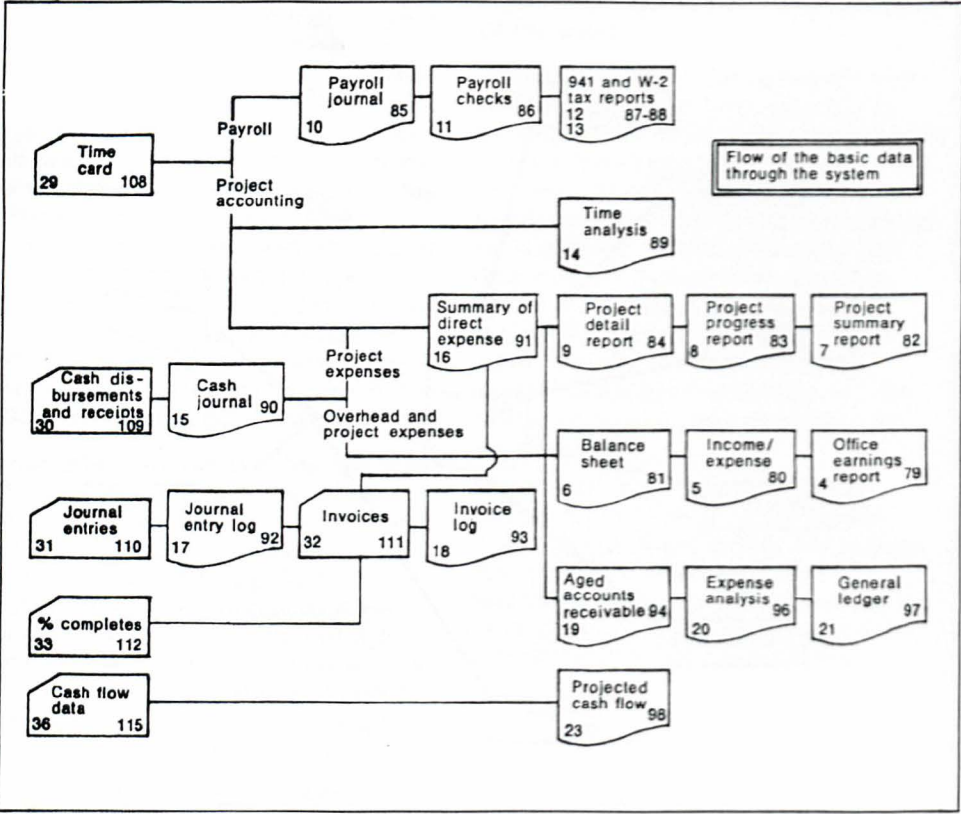 Payroll
journal
10 85
Payroll
checks
11 86
941 and W-2
tax reports
12 87-88
13
Payroll
Time
card
29 108
Flow of the basic data
through the system
Project
accounting
Time
analysis
14 89
Summary of
direct
expense 91
16
Project
detail
report
9 84
Project
progress
report
8 83
Project
summary
report
7 82
Project
expenses
Cash dis-
bursements
and receipts
30 109
Cash
journal
15 90
Overhead and
project expenses
Balance
sheet
6 81
Income/
expense
5 80
Office
earnings
report
4 79
Journal
entries
31 110
Journal
entry log
17 92
Invoices
32 111
Invoice
log
18 93
Aged
accounts
receivable 94
19
Expense
analysis
20 96
General
ledger
21 97
% completes
33 112
Cash flow
data
36 115
Projected
cash flow
23 98